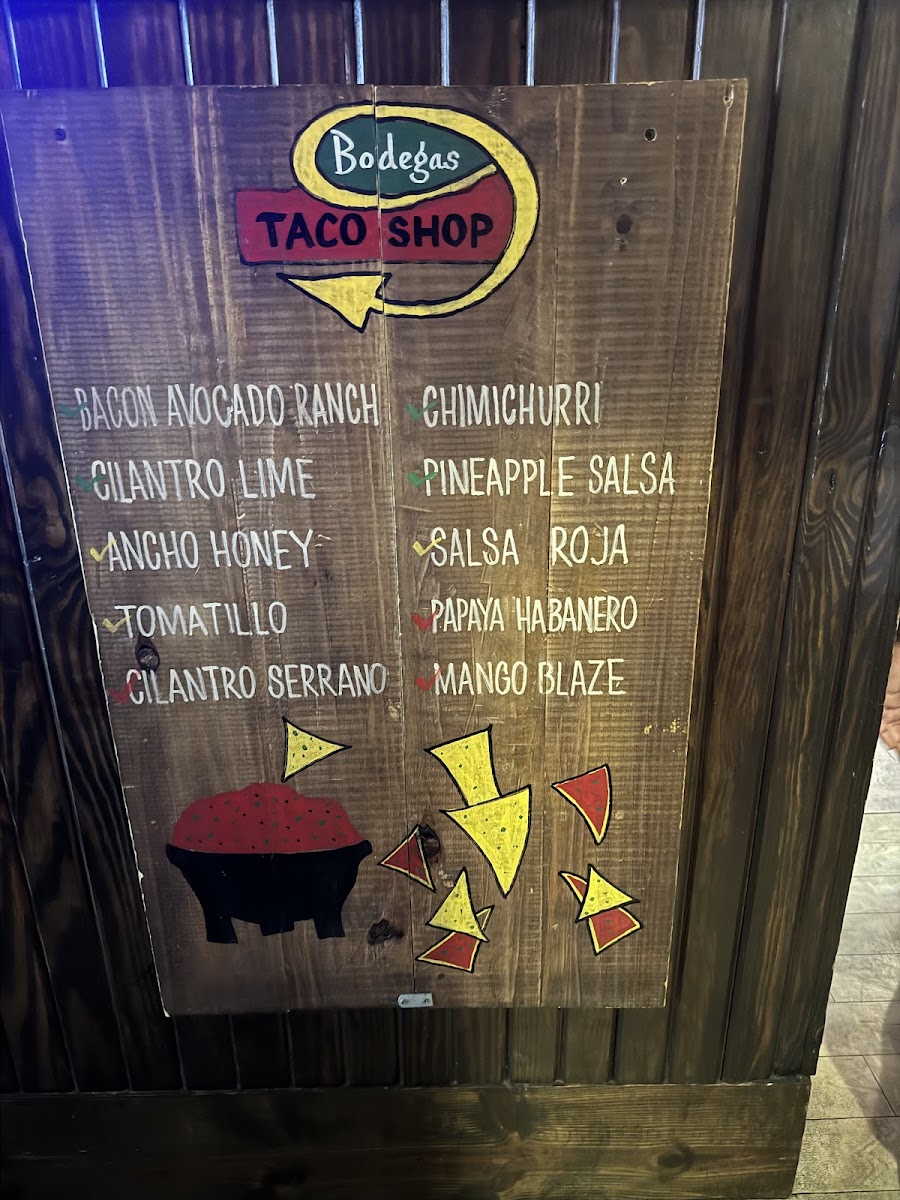 Bodegas
TACO SHOP
BACON AVOCADO RANCH
CILANTRO LIME
ANCHO HONEY
TOMATILLO
CILANTRO SERRANO
CHIMICHURRI
PINEAPPLE SALSA
SALSA ROJA
PAPAYA HABANERO
MANGO BLAZE